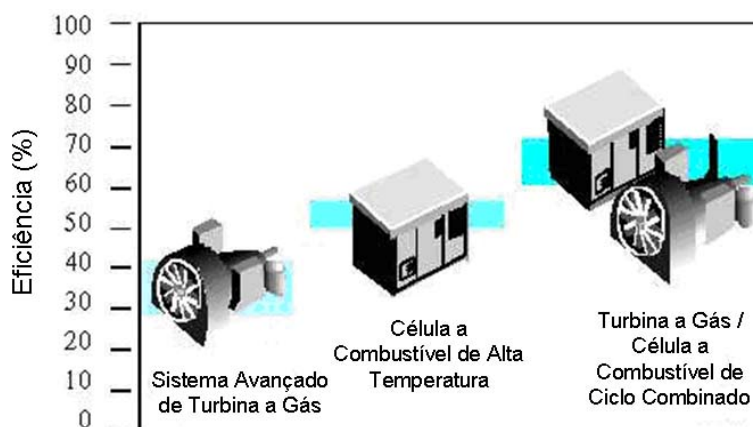 100
90
80
70
60
50
40
30
20
10
0
Eficiência (%)
Sistema Avançado
de Turbina a Gás
Célula a
Combustível de Alta
Temperatura
Turbina a Gás /
Célula a
Combustível de
Ciclo Combinado